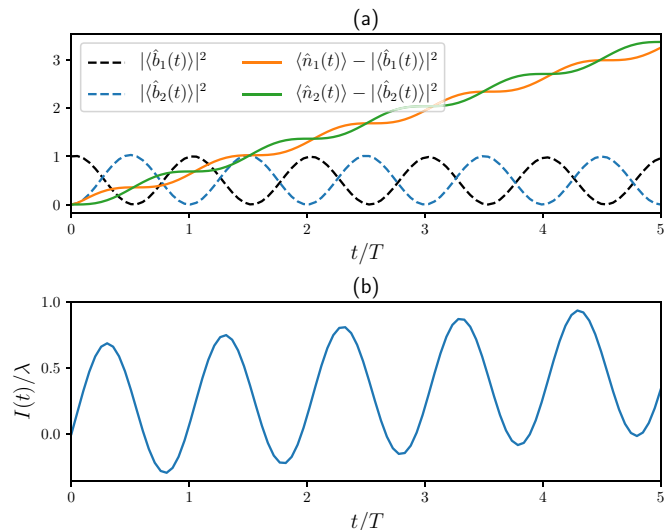 (a)
3
2
1
0
|⟨b̂₁(t)⟩|² ⟨n̂₁(t)⟩ − |⟨b̂₁(t)⟩|²
|⟨b̂₂(t)⟩|² ⟨n̂₂(t)⟩ − |⟨b̂₂(t)⟩|²
0 1 2 3 4 5
t/T
(b)
1.0
0.5
0.0
I(t)/λ
0 1 2 3 4 5
t/T